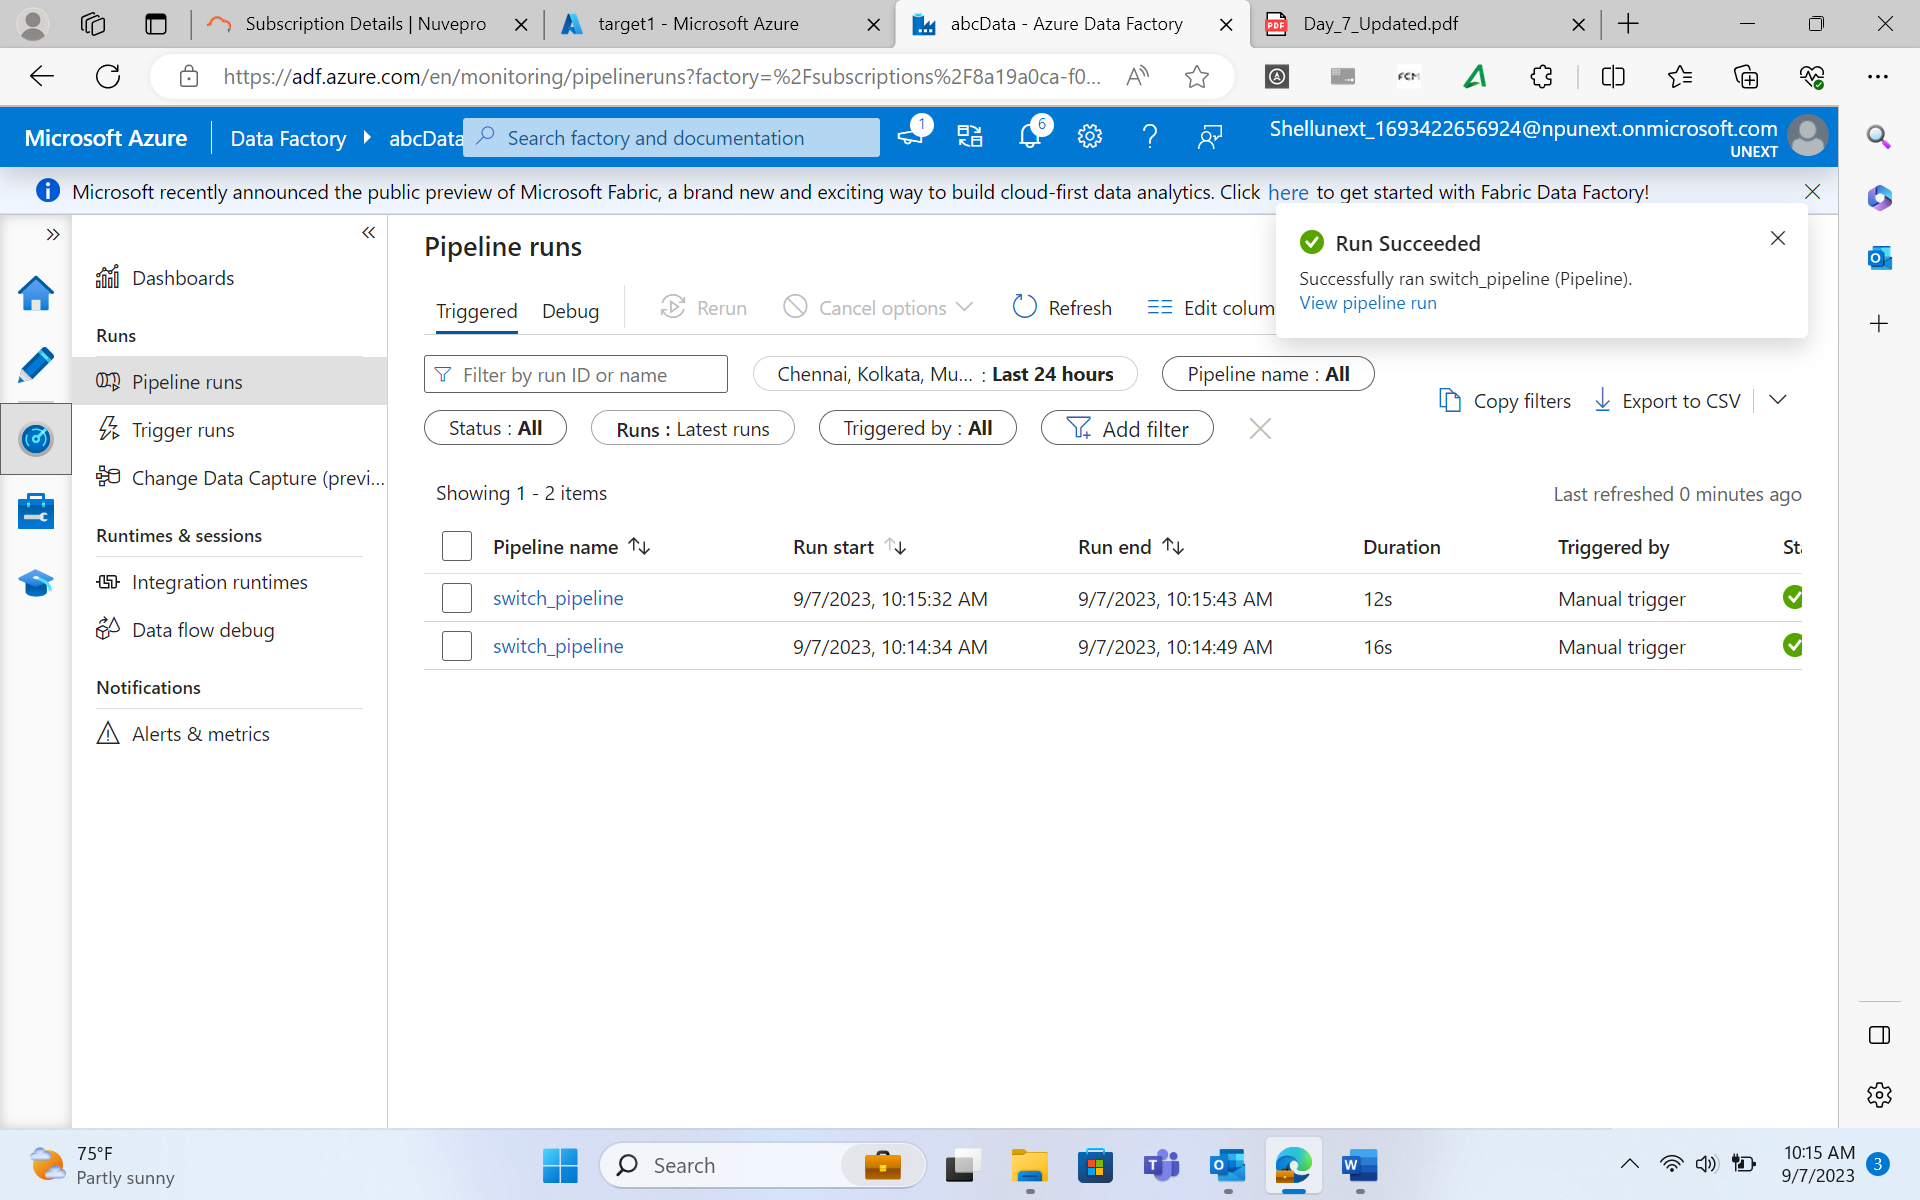 Subscription Details | Nuvepro
target1 - Microsoft Azure
abcData - Azure Data Factory
PDF
Day_7_Updated.pdf
https://adf.azure.com/en/monitoring/pipelineruns?factory=%2Fsubscriptions%2F8a19a0ca-f0...
A
FCM
Microsoft Azure
Data Factory
abcData
Search factory and documentation
1
6
Shellunext_1693422656924@npunext.onmicrosoft.com
UNEXT
Microsoft recently announced the public preview of Microsoft Fabric, a brand new and exciting way to build cloud-first data analytics. Click here to get started with Fabric Data Factory!
Run Succeeded
Successfully ran switch_pipeline (Pipeline).
View pipeline run
Dashboards
Runs
Pipeline runs
Trigger runs
Change Data Capture (previ...
Runtimes & sessions
Integration runtimes
Data flow debug
Notifications
Alerts & metrics
Pipeline runs
Triggered
Debug
Rerun
Cancel options
Refresh
Edit colum
Filter by run ID or name
Chennai, Kolkata, Mu... : Last 24 hours
Pipeline name : All
Status : All
Runs : Latest runs
Triggered by : All
Add filter
Copy filters
Export to CSV
Showing 1 - 2 items
Last refreshed 0 minutes ago
Pipeline name Run start Run end Duration Triggered by St
switch_pipeline 9/7/2023, 10:15:32 AM 9/7/2023, 10:15:43 AM 12s Manual trigger
switch_pipeline 9/7/2023, 10:14:34 AM 9/7/2023, 10:14:49 AM 16s Manual trigger
75°F
Partly sunny
Search
10:15 AM
9/7/2023
3